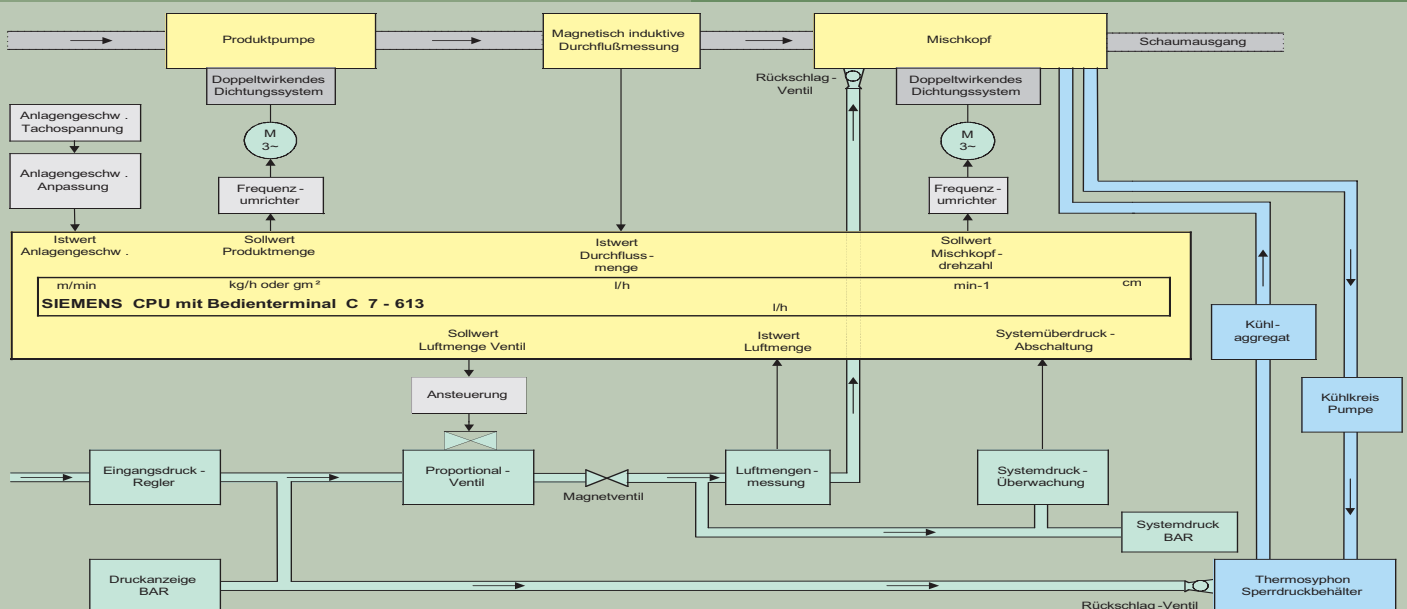 Produktpumpe
Magnetisch induktive
Durchflußmessung
Mischkopf
Schaumausgang
Doppeltwirkendes
Dichtungssystem
Rückschlag-
Ventil
Doppeltwirkendes
Dichtungssystem
Anlagengeschw.
Tachospannung
M
3~
M
3~
Anlagengeschw.
Anpassung
Frequenz-
umrichter
Frequenz-
umrichter
Istwert
Anlagengeschw.
Sollwert
Produktmenge
Istwert
Durchfluss-
menge
Sollwert
Mischkopf-
drehzahl
m/min
kg/h oder gm²
l/h
min-1
cm
SIEMENS CPU mit Bedienterminal C 7 - 613
l/h
Sollwert
Luftmenge Ventil
Istwert
Luftmenge
Systemüberdruck-
Abschaltung
Kühl-
aggregat
Ansteuerung
Kühlkreis
Pumpe
Eingangsdruck-
Regler
Proportional-
Ventil
Magnetventil
Luftmengen-
messung
Systemdruck-
Überwachung
Systemdruck
BAR
Druckanzeige
BAR
Rückschlag-Ventil
Thermosyphon
Sperrdruckbehälter